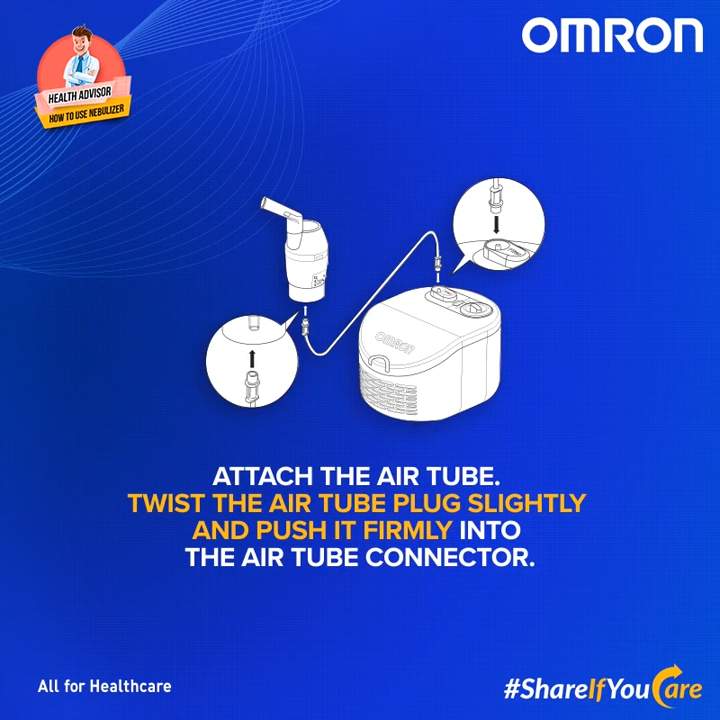 OMRON
HEALTH ADVISOR
HOW TO USE NEBULIZER
OMRON
ATTACH THE AIR TUBE.
TWIST THE AIR TUBE PLUG SLIGHTLY
AND PUSH IT FIRMLY INTO
THE AIR TUBE CONNECTOR.
All for Healthcare
#ShareIfYouCare